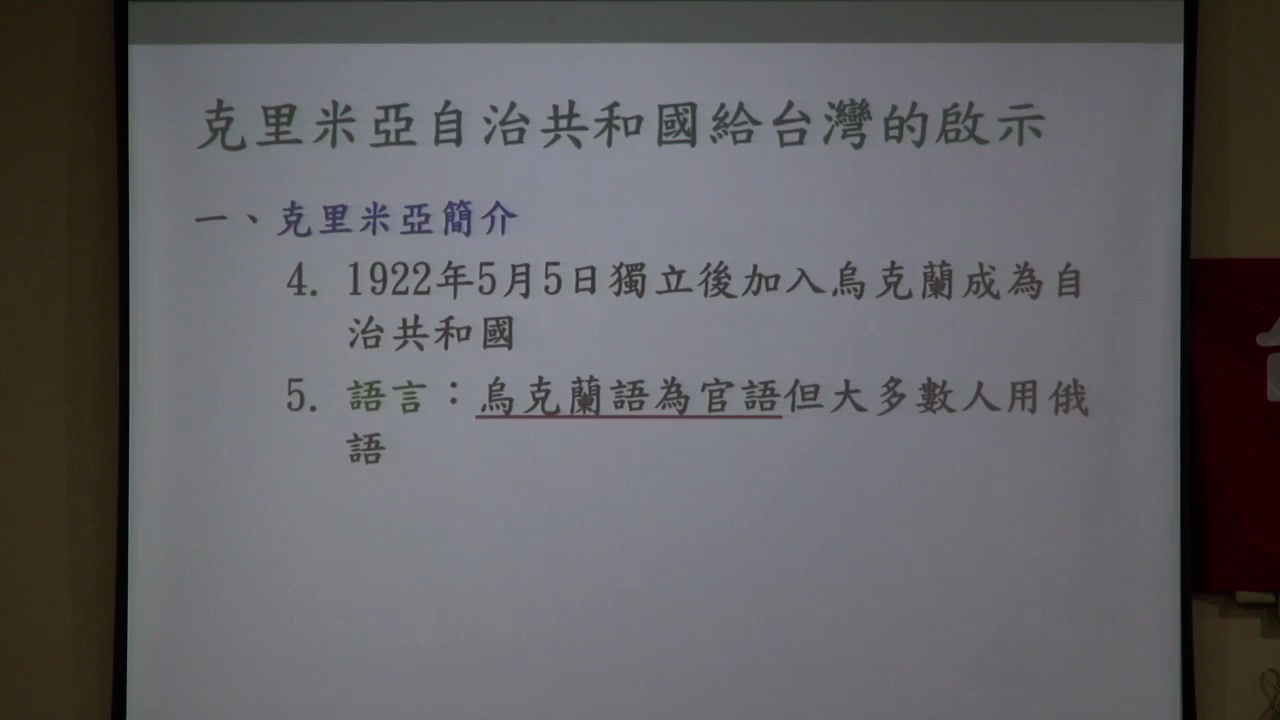 克里米亞自治共和國給台灣的啟示
一、克里米亞簡介
4. 1922年5月5日獨立後加入烏克蘭成為自
治共和國
5. 語言：烏克蘭語為官語但大多數人用俄
語